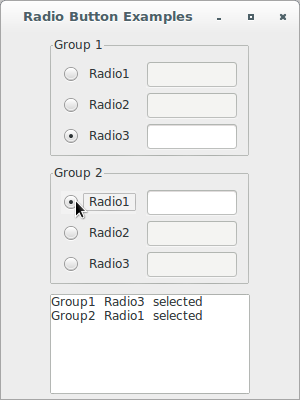 Radio Button Examples
Group 1
Radio1
Radio2
Radio3
Group 2
Radio1
Radio2
Radio3
Group1 Radio3 selected
Group2 Radio1 selected